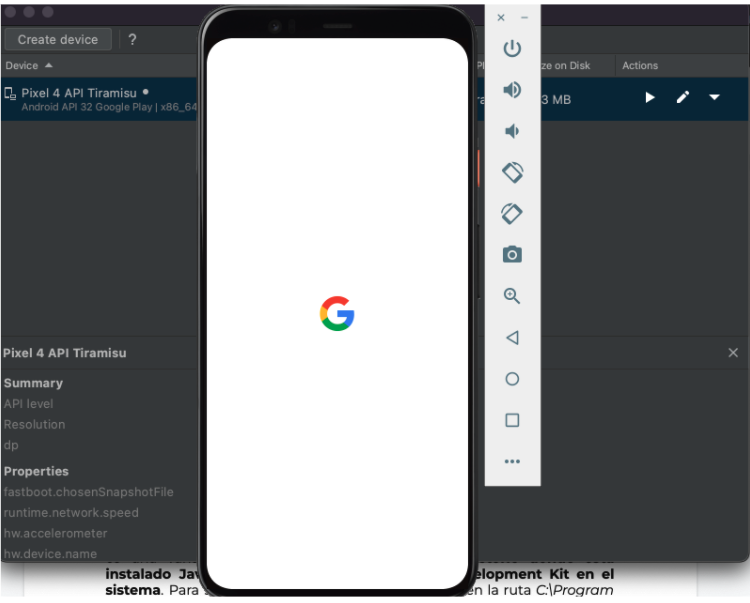 Create device ?
Device Pl ze on Disk Actions
Pixel 4 API Tiramisu
Android API 32 Google Play | x86_64 3 MB
G
Pixel 4 API Tiramisu
Summary
API level
Resolution
dp
Properties
fastboot.chosenSnapshotFile
runtime.network.speed
hw.accelerometer
hw.device.name
instalado Jav elopment Kit en el
sistema. Para s en la ruta C:\Program